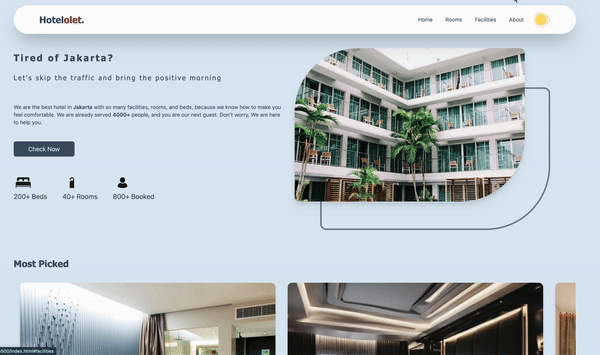 Hotelolet.
Home Rooms Facilities About
Tired of Jakarta?
Let's skip the traffic and bring the positive morning
We are the best hotel in Jakarta with so many facilities, rooms, and beds, because we know how to make you
feel comfortable. We are already served 4000+ people, and you are our next guest. Don't worry, We are here
to help you.
Check Now
200+ Beds 40+ Rooms 800+ Booked
Most Picked
500/index.html#facilities